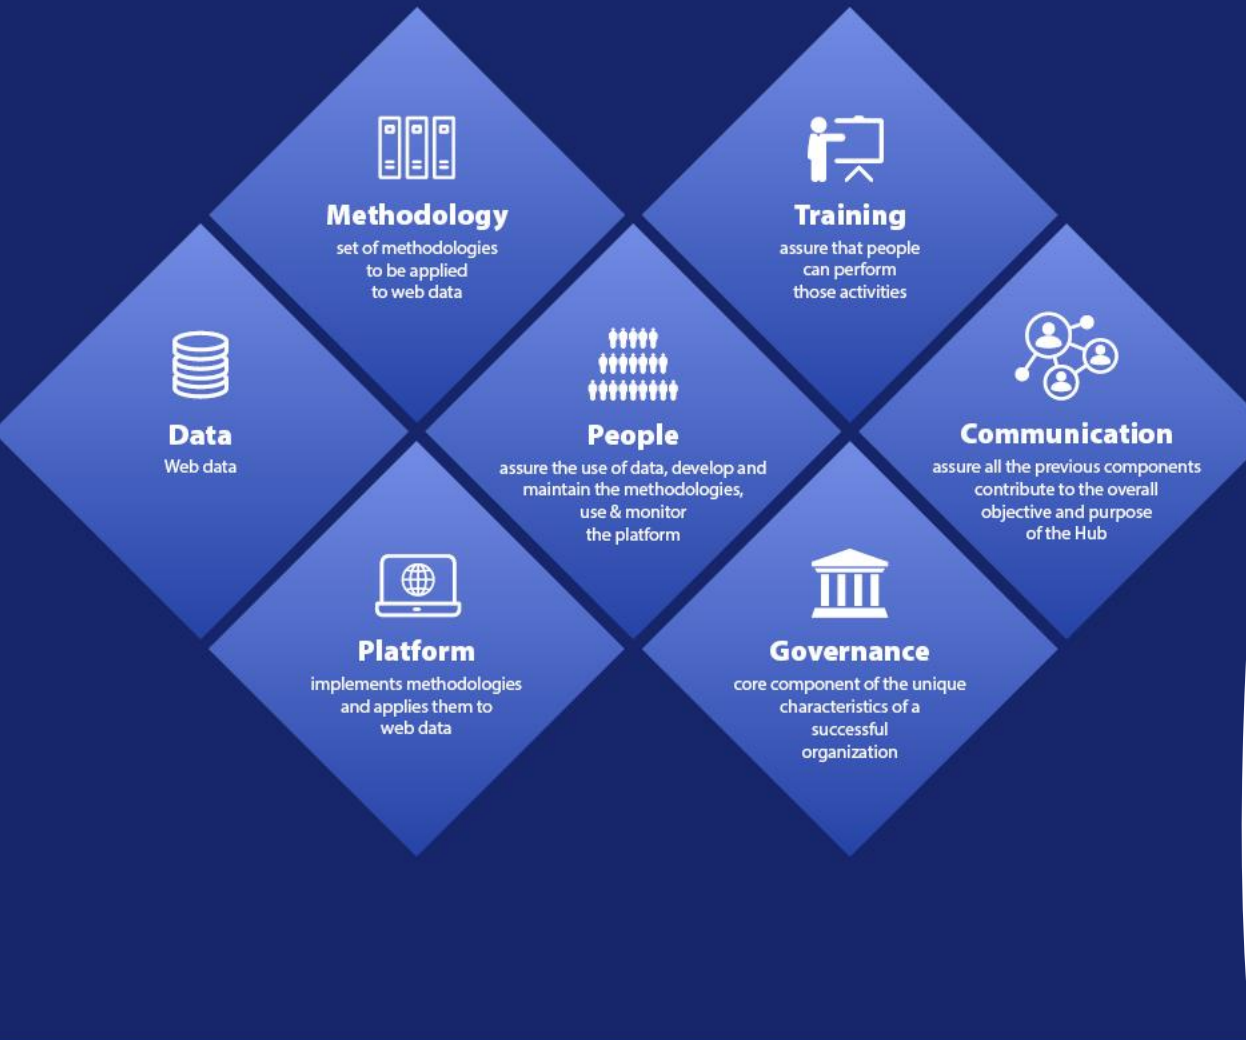 Methodology
set of methodologies
to be applied
to web data
Training
assure that people
can perform
those activities
Data
Web data
People
assure the use of data, develop and
maintain the methodologies,
use & monitor
the platform
Communication
assure all the previous components
contribute to the overall
objective and purpose
of the Hub
Platform
implements methodologies
and applies them to
web data
Governance
core component of the unique
characteristics of a
successful
organization